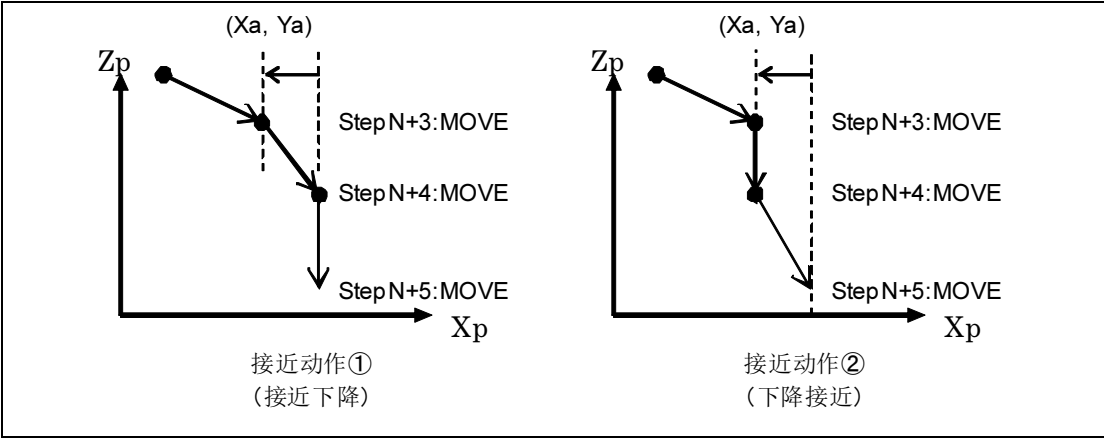 (Xa, Ya)
Zp
StepN+3:MOVE
StepN+4:MOVE
StepN+5:MOVE
Xp
接近动作①
（接近下降）
(Xa, Ya)
Zp
StepN+3:MOVE
StepN+4:MOVE
StepN+5:MOVE
Xp
接近动作②
（下降接近）